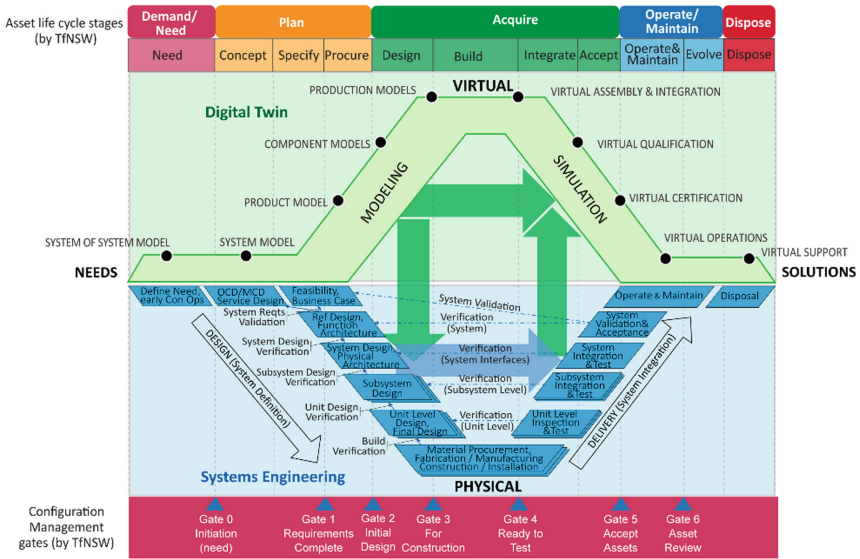 Asset life cycle stages
(by TfNSW)
Demand/
Need
Plan
Acquire
Operate/
Maintain
Dispose
Need
Concept
Specify
Procure
Design
Build
Integrate
Accept
Operate&
Maintain
Evolve
Dispose
VIRTUAL
Digital Twin
PRODUCTION MODELS
VIRTUAL ASSEMBLY & INTEGRATION
COMPONENT MODELS
VIRTUAL QUALIFICATION
MODELING
SIMULATION
PRODUCT MODEL
VIRTUAL CERTIFICATION
SYSTEM OF SYSTEM MODEL
SYSTEM MODEL
VIRTUAL OPERATIONS
VIRTUAL SUPPORT
NEEDS
SOLUTIONS
Define Need,
early Con Ops
OCD/MCD
Service Design
Feasibility,
Business Case
System Validation
Operate & Maintain
Disposal
System Reqts
Validation
Ref Design,
Function
Architecture
Verification
(System)
System
Validation&
Acceptance
System Design
Verification
System Design,
Physical
Architecture
Verification
(System Interfaces)
System
Integration
& Test
Subsystem Design
Verification
Subsystem
Design
Verification
(Subsystem Level)
Subsystem
Integration
& Test
Unit Design
Verification
Unit Level
Design,
Final Design
Verification
(Unit Level)
Unit Level
Inspection
&Test
Build
Verification
Material Procurement,
Fabrication / Manufacturing
Construction / Installation
DESIGN (System Definition)
DELIVERY (System Integration)
Systems Engineering
PHYSICAL
Configuration
Management
gates (by TfNSW)
Gate 0
Initiation
(need)
Gate 1
Requirements
Complete
Gate 2
Initial
Design
Gate 3
For
Construction
Gate 4
Ready to
Test
Gate 5
Accept
Assets
Gate 6
Asset
Review